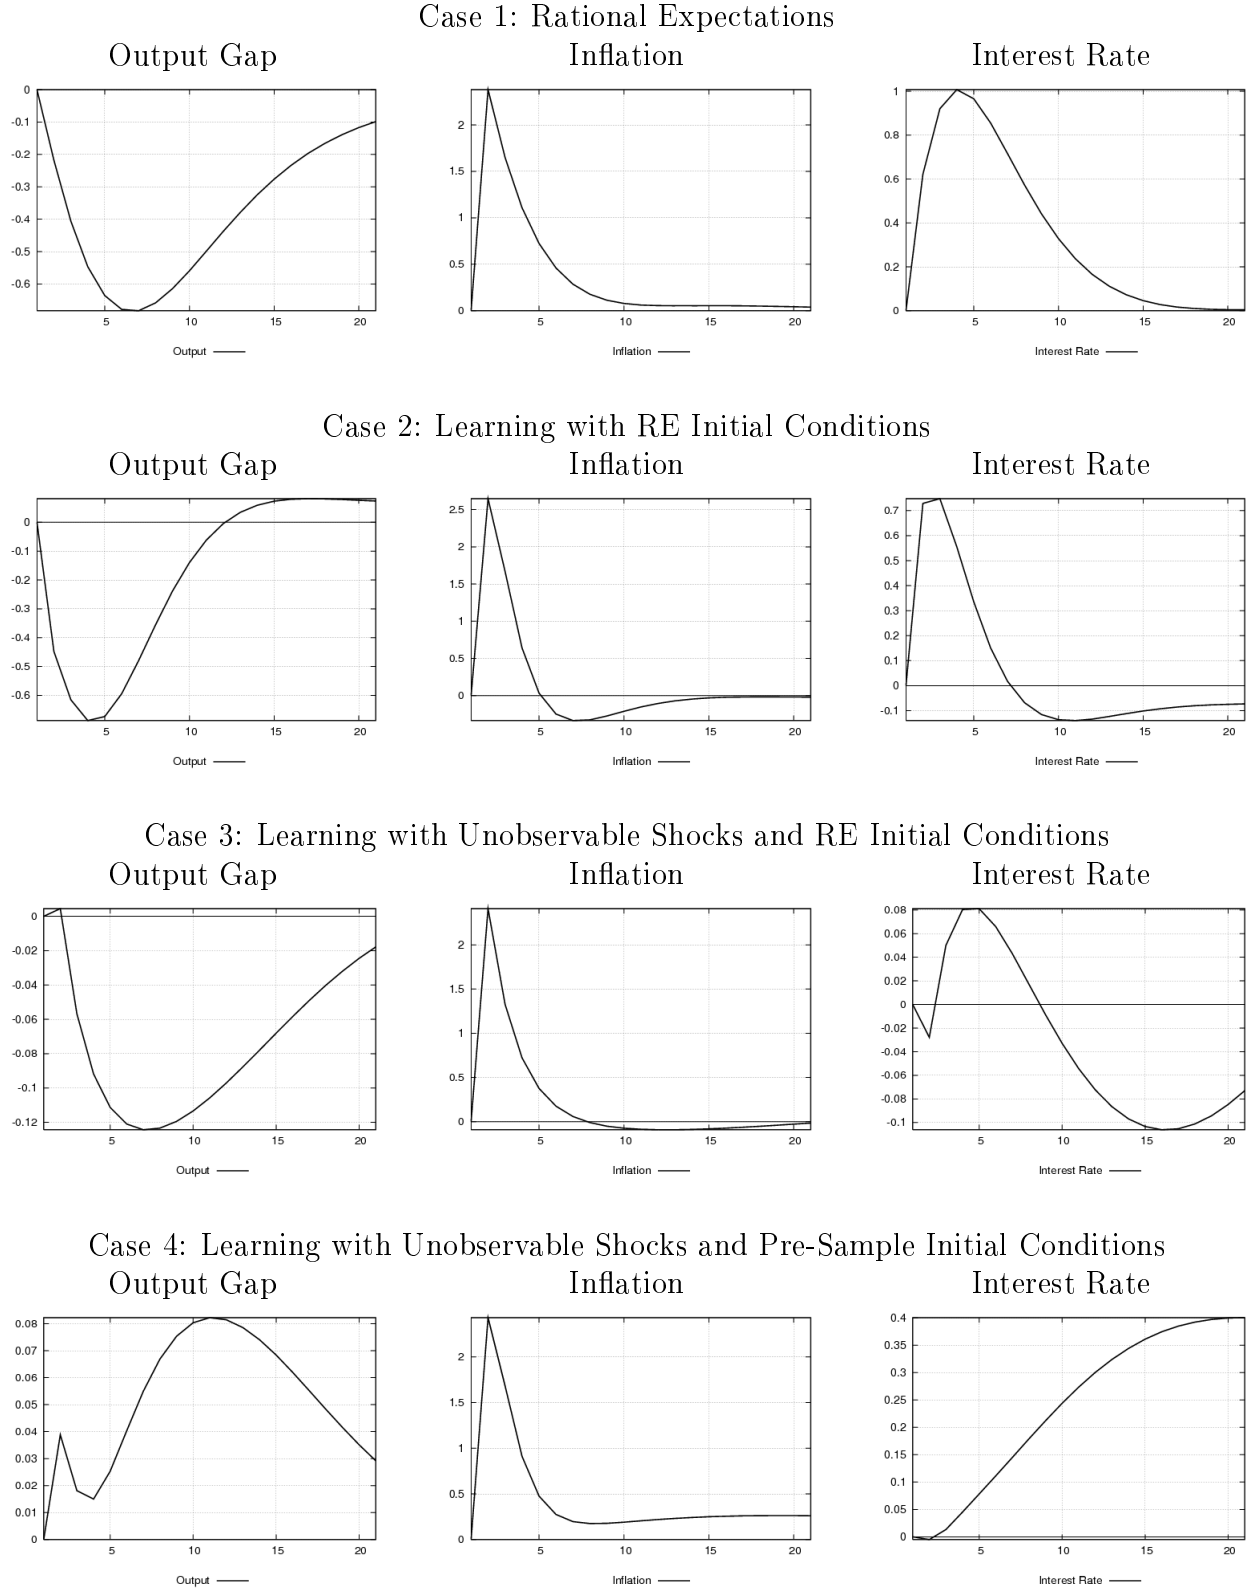 Case 1: Rational Expectations
Output Gap Inflation Interest Rate
0
-0.1
-0.2
-0.3
-0.4
-0.5
-0.6
5 10 15 20
Output
2
1.5
1
0.5
0
5 10 15 20
Inflation
1
0.8
0.6
0.4
0.2
0
5 10 15 20
Interest Rate
Case 2: Learning with RE Initial Conditions
Output Gap Inflation Interest Rate
0
-0.1
-0.2
-0.3
-0.4
-0.5
-0.6
5 10 15 20
Output
2.5
2
1.5
1
0.5
0
5 10 15 20
Inflation
0.7
0.6
0.5
0.4
0.3
0.2
0.1
0
-0.1
5 10 15 20
Interest Rate
Case 3: Learning with Unobservable Shocks and RE Initial Conditions
Output Gap Inflation Interest Rate
0
-0.02
-0.04
-0.06
-0.08
-0.1
-0.12
5 10 15 20
Output
2
1.5
1
0.5
0
5 10 15 20
Inflation
0.08
0.06
0.04
0.02
0
-0.02
-0.04
-0.06
-0.08
-0.1
5 10 15 20
Interest Rate
Case 4: Learning with Unobservable Shocks and Pre-Sample Initial Conditions
Output Gap Inflation Interest Rate
0.08
0.07
0.06
0.05
0.04
0.03
0.02
0.01
0
5 10 15 20
Output
2
1.5
1
0.5
0
5 10 15 20
Inflation
0.4
0.35
0.3
0.25
0.2
0.15
0.1
0.05
0
5 10 15 20
Interest Rate